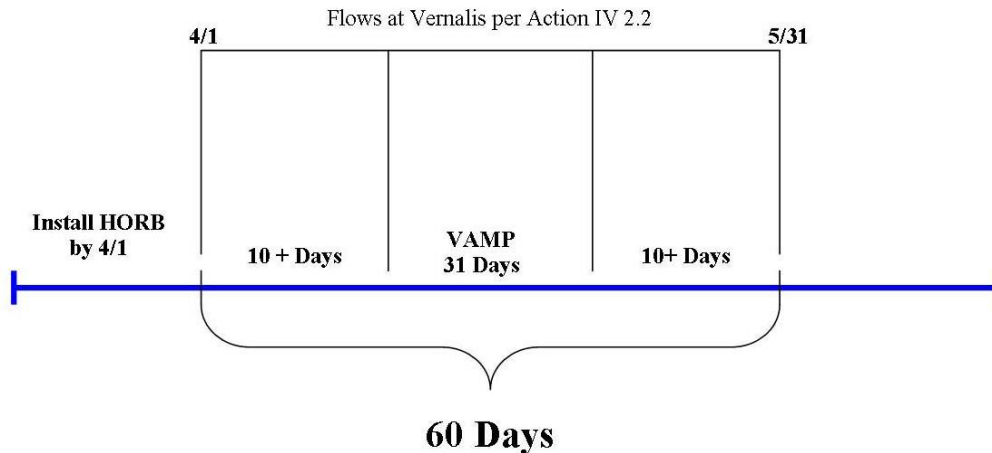 Flows at Vernalis per Action IV 2.2
4/1
5/31
Install HORB
by 4/1
10 + Days
VAMP
31 Days
10+ Days
60 Days